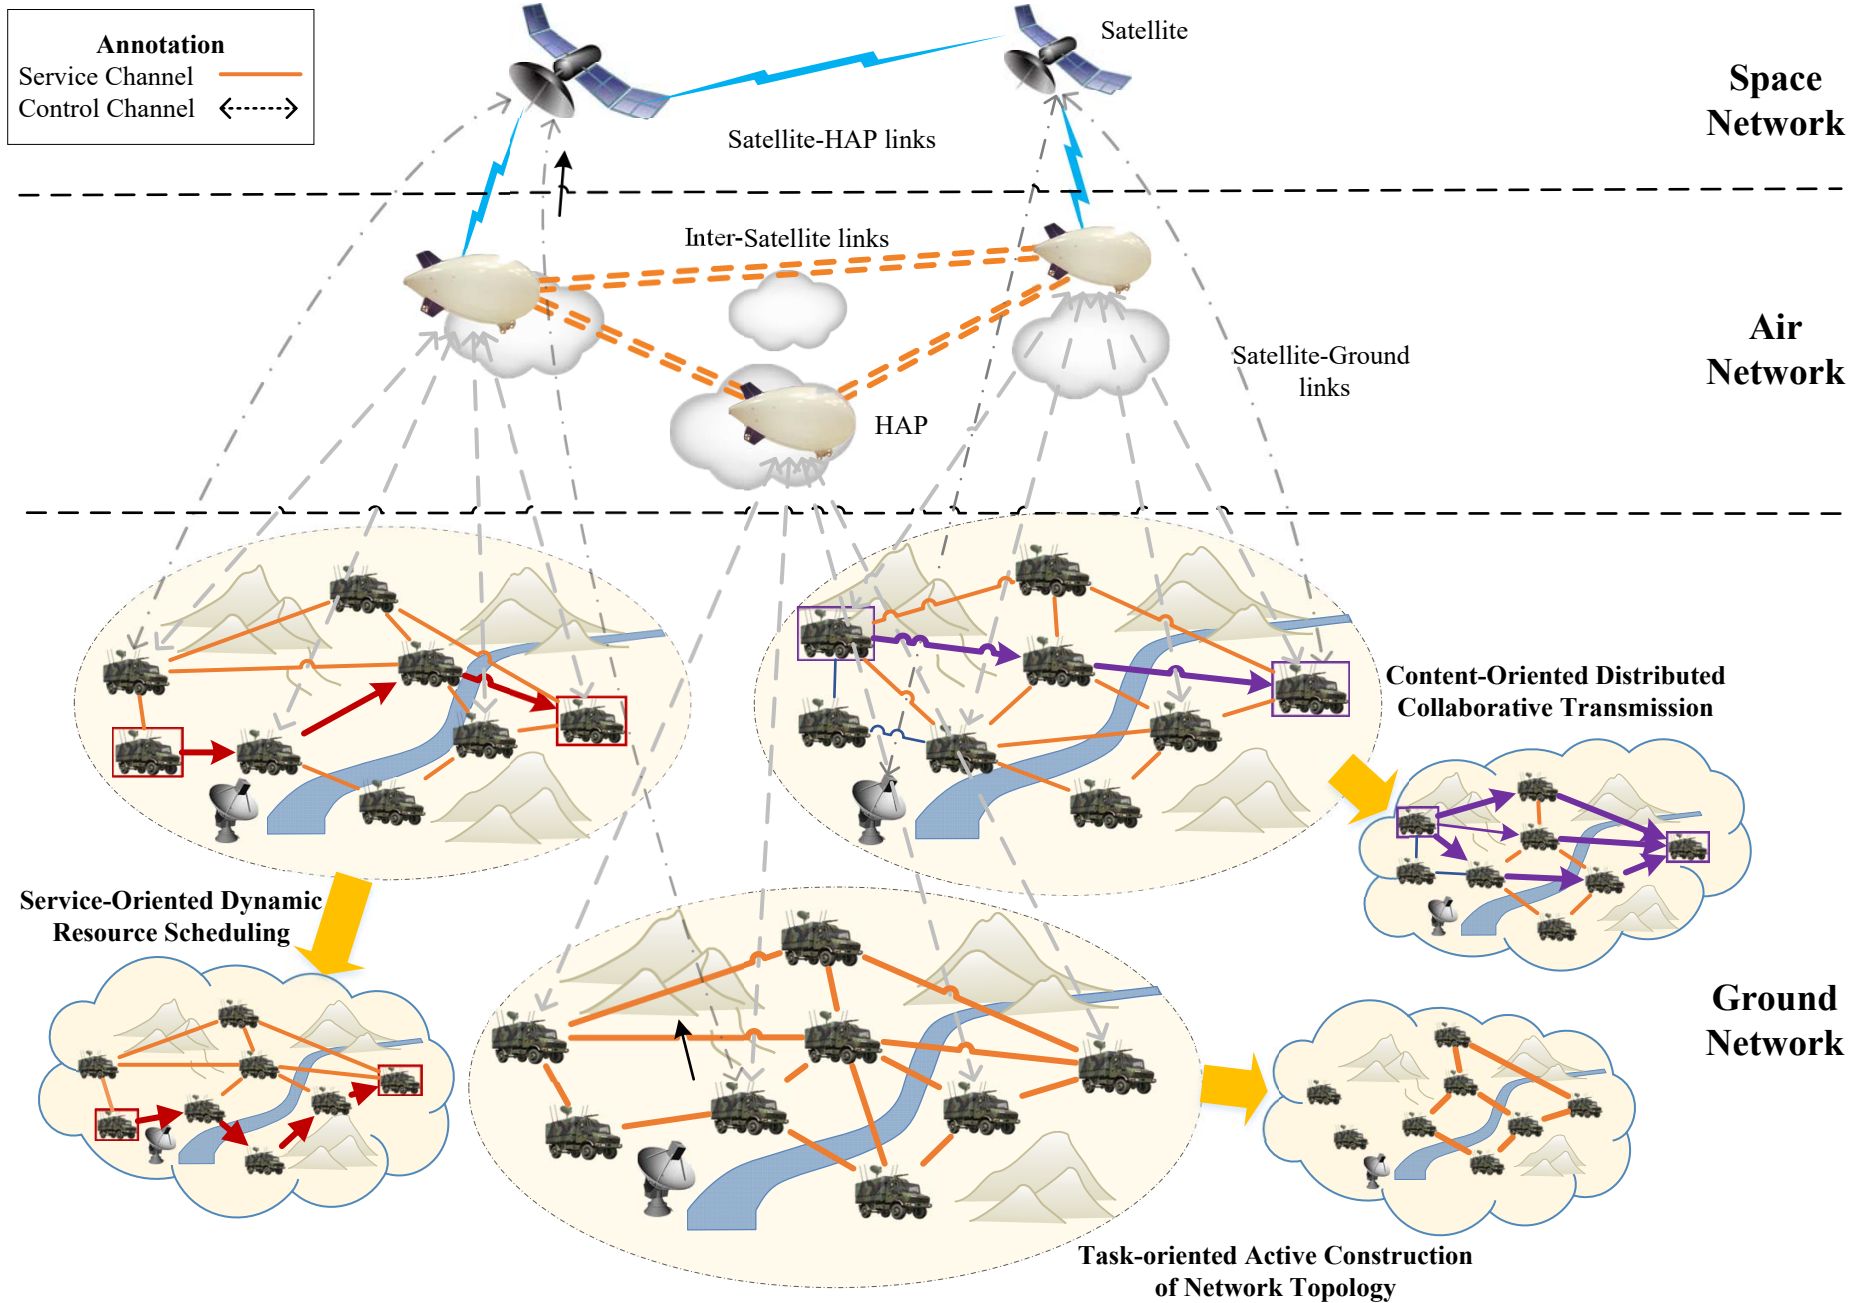 Annotation
Service Channel
Control Channel
Satellite
Space
Network
Satellite-HAP links
Inter-Satellite links
Air
Network
Satellite-Ground
links
HAP
Content-Oriented Distributed
Collaborative Transmission
Service-Oriented Dynamic
Resource Scheduling
Ground
Network
Task-oriented Active Construction
of Network Topology